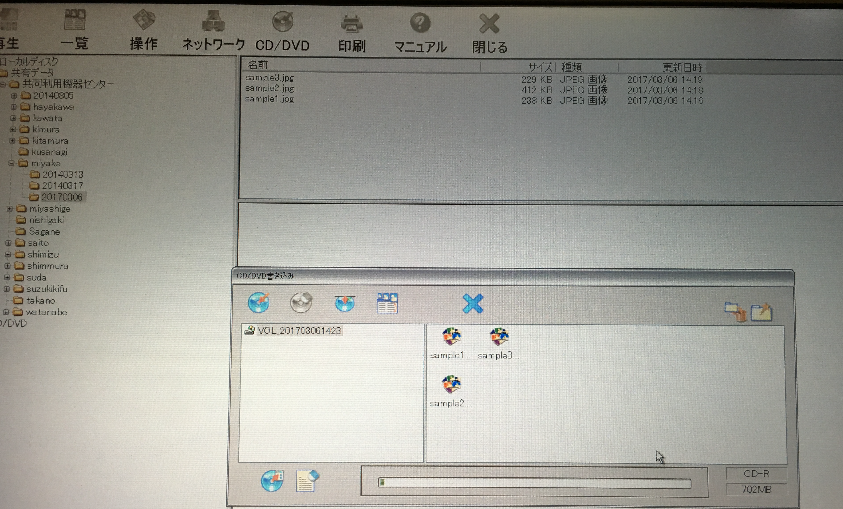 再生 一覧 操作 ネットワーク CD/DVD 印刷 マニュアル 閉じる
ローカルディスク
共有データ
共同利用機器センター
20140805
hayakawa
kawata
kimura
kitamura
kusanagi
miyake
20140313
20140317
20170306
miyashige
nishigaki
Sagane
saito
shimizu
shimmura
suda
suzukikifu
takano
watanabe
CD/DVD
名前 サイズ 種類 更新日時
sample3.jpg 229 KB JPEG 画像 2017/03/06 14:19
sample2.jpg 412 KB JPEG 画像 2017/03/06 14:18
sample1.jpg 238 KB JPEG 画像 2017/03/06 14:16
CD/DVD書き込み
VOL_201703061423
sample1 sample3
sample2
CD-R
702MB